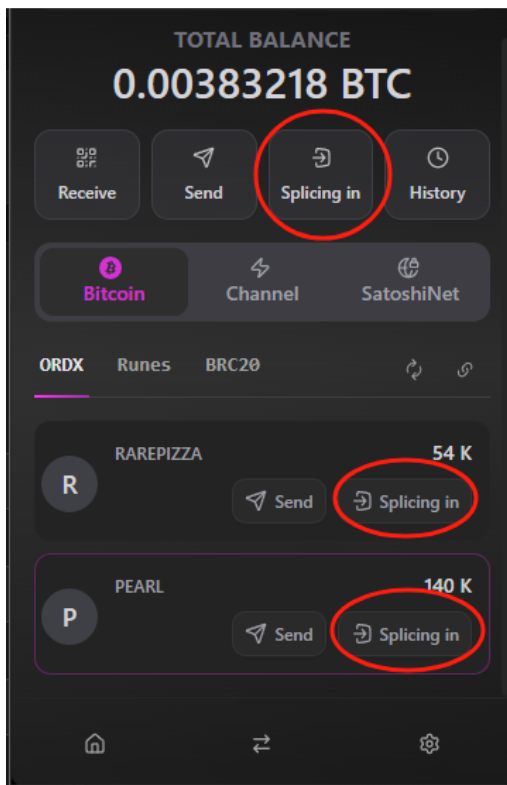 TOTAL BALANCE
0.00383218 BTC
Receive Send Splicing in History
Bitcoin Channel SatoshiNet
ORDX Runes BRC20
RAREPIZZA 54 K
R
Send Splicing in
PEARL 140 K
P
Send Splicing in